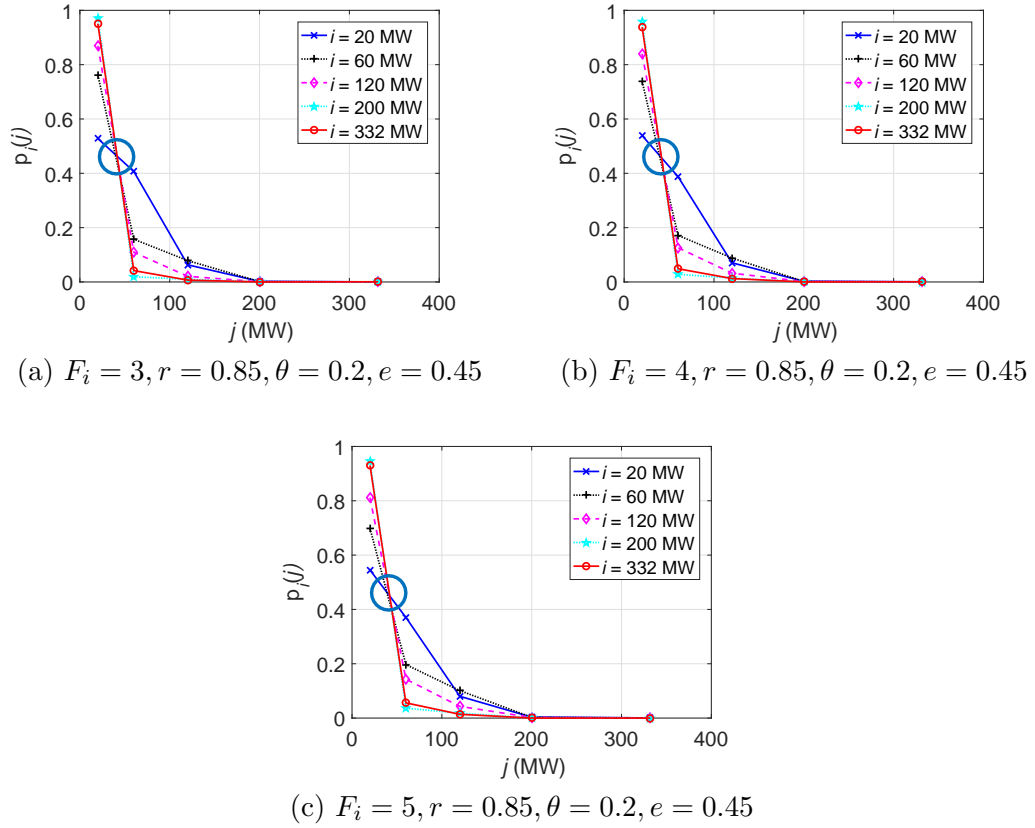 1
0.8
0.6
0.4
0.2
0
p_i(j)
i = 20 MW
i = 60 MW
i = 120 MW
i = 200 MW
i = 332 MW
0 100 200 300 400
j (MW)
(a) F_i = 3, r = 0.85, θ = 0.2, e = 0.45
1
0.8
0.6
0.4
0.2
0
p_i(j)
i = 20 MW
i = 60 MW
i = 120 MW
i = 200 MW
i = 332 MW
0 100 200 300 400
j (MW)
(b) F_i = 4, r = 0.85, θ = 0.2, e = 0.45
1
0.8
0.6
0.4
0.2
0
p_i(j)
i = 20 MW
i = 60 MW
i = 120 MW
i = 200 MW
i = 332 MW
0 100 200 300 400
j (MW)
(c) F_i = 5, r = 0.85, θ = 0.2, e = 0.45